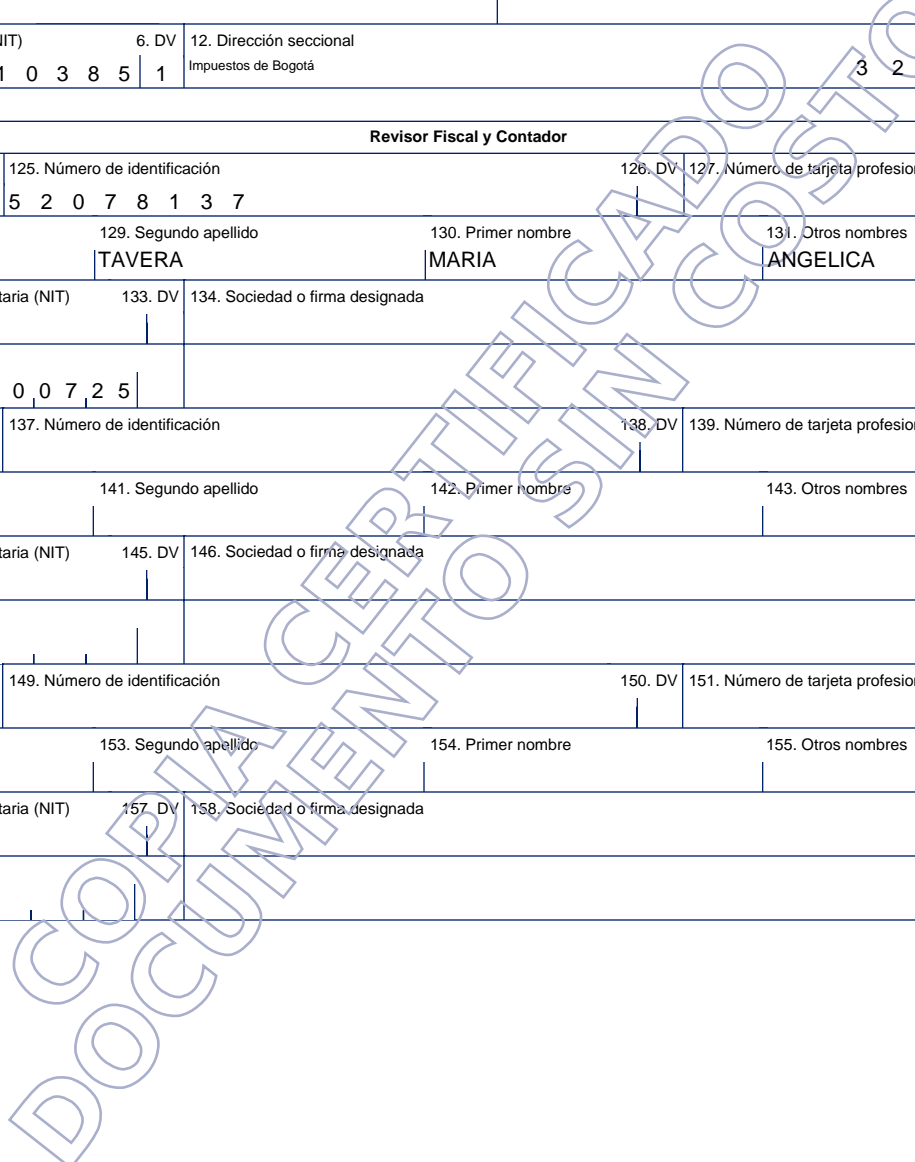 IIT) 6. DV 12. Dirección seccional
1 0 3 8 5 1 Impuestos de Bogotá 3 2
Revisor Fiscal y Contador
125. Número de identificación 126. DV 127. Número de tarjeta profesion
5 2 0 7 8 1 3 7
129. Segundo apellido 130. Primer nombre 131. Otros nombres
TAVERA MARIA ANGELICA
taria (NIT) 133. DV 134. Sociedad o firma designada
0 0 7 2 5
137. Número de identificación 138. DV 139. Número de tarjeta profesion
141. Segundo apellido 142. Primer nombre 143. Otros nombres
taria (NIT) 145. DV 146. Sociedad o firma designada
149. Número de identificación 150. DV 151. Número de tarjeta profesion
153. Segundo apellido 154. Primer nombre 155. Otros nombres
taria (NIT) 157. DV 158. Sociedad o firma designada
COPIA CERTIFICADO
DOCUMENTO SIN COSTO